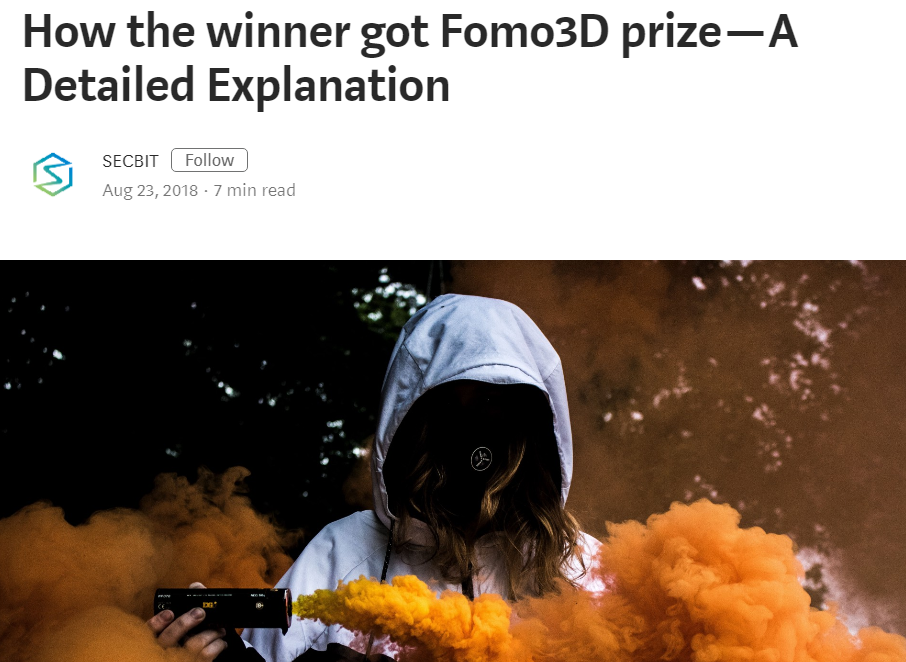 How the winner got Fomo3D prize — A
Detailed Explanation
SECBIT Follow
Aug 23, 2018 · 7 min read